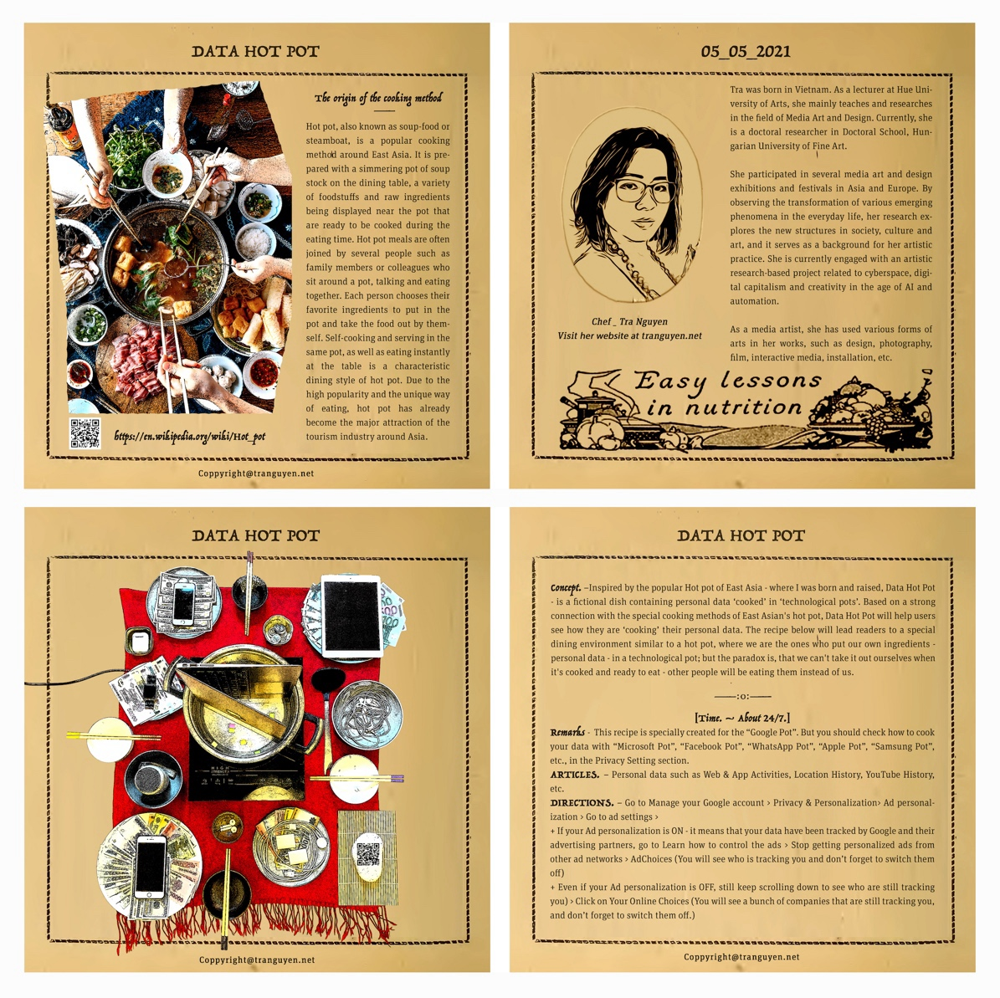 DATA HOT POT
The origin of the cooking method
Hot pot, also known as soup-food or
steamboat, is a popular cooking
method around East Asia. It is pre-
pared with a simmering pot of soup
stock on the dining table, a variety
of foodstuffs and raw ingredients
being displayed near the pot that
are ready to be cooked during the
eating time. Hot pot meals are often
joined by several people such as
family members or colleagues who
sit around a pot, talking and eating
together. Each person chooses their
favorite ingredients to put in the
pot and take the food out by them-
self. Self-cooking and serving in the
same pot, as well as eating instantly
at the table is a characteristic
dining style of hot pot. Due to the
high popularity and the unique way
of eating, hot pot has already
become the major attraction of the
tourism industry around Asia.
https://en.wikipedia.org/wiki/Hot_pot
Coppyright@tranguyen.net
05_05_2021
Tra was born in Vietnam. As a lecturer at Hue Uni-
versity of Arts, she mainly teaches and researches
in the field of Media Art and Design. Currently, she
is a doctoral researcher in Doctoral School, Hun-
garian University of Fine Art.
She participated in several media art and design
exhibitions and festivals in Asia and Europe. By
observing the transformation of various emerging
phenomena in the everyday life, her research ex-
plores the new structures in society, culture and
art, and it serves as a background for her artistic
practice. She is currently engaged with an artistic
research-based project related to cyberspace, digi-
tal capitalism and creativity in the age of AI and
automation.
As a media artist, she has used various forms of
arts in her works, such as design, photography,
film, interactive media, installation, etc.
Chef _ Tra Nguyen
Visit her website at tranguyen.net
Easy lessons
in nutrition
DATA HOT POT
HIGH
Coppyright@tranguyen.net
DATA HOT POT
Concept. –Inspired by the popular Hot pot of East Asia - where I was born and raised, Data Hot Pot
- is a fictional dish containing personal data ‘cooked’ in ‘technological pots’. Based on a strong
connection with the special cooking methods of East Asian's hot pot, Data Hot Pot will help users
see how they are ‘cooking’ their personal data. The recipe below will lead readers to a special
dining environment similar to a hot pot, where we are the ones who put our own ingredients -
personal data - in a technological pot; but the paradox is, that we can't take it out ourselves when
it's cooked and ready to eat - other people will be eating them instead of us.
——:o:——
[Time. ~ About 24/7.]
Remarks - This recipe is specially created for the “Google Pot”. But you should check how to cook
your data with “Microsoft Pot”, “Facebook Pot”, “WhatsApp Pot”, “Apple Pot”, “Samsung Pot”,
etc., in the Privacy Setting section.
ARTICLES. – Personal data such as Web & App Activities, Location History, YouTube History,
etc.
DIRECTIONS. – Go to Manage your Google account › Privacy & Personalization› Ad personal-
ization › Go to ad settings ›
+ If your Ad personalization is ON - it means that your data have been tracked by Google and their
advertising partners, go to Learn how to control the ads › Stop getting personalized ads from
other ad networks › AdChoices (You will see who is tracking you and don’t forget to switch them
off)
+ Even if your Ad personalization is OFF, still keep scrolling down to see who are still tracking
you) › Click on Your Online Choices (You will see a bunch of companies that are still tracking you,
and don’t forget to switch them off.)
Copyright@tranguyen.net